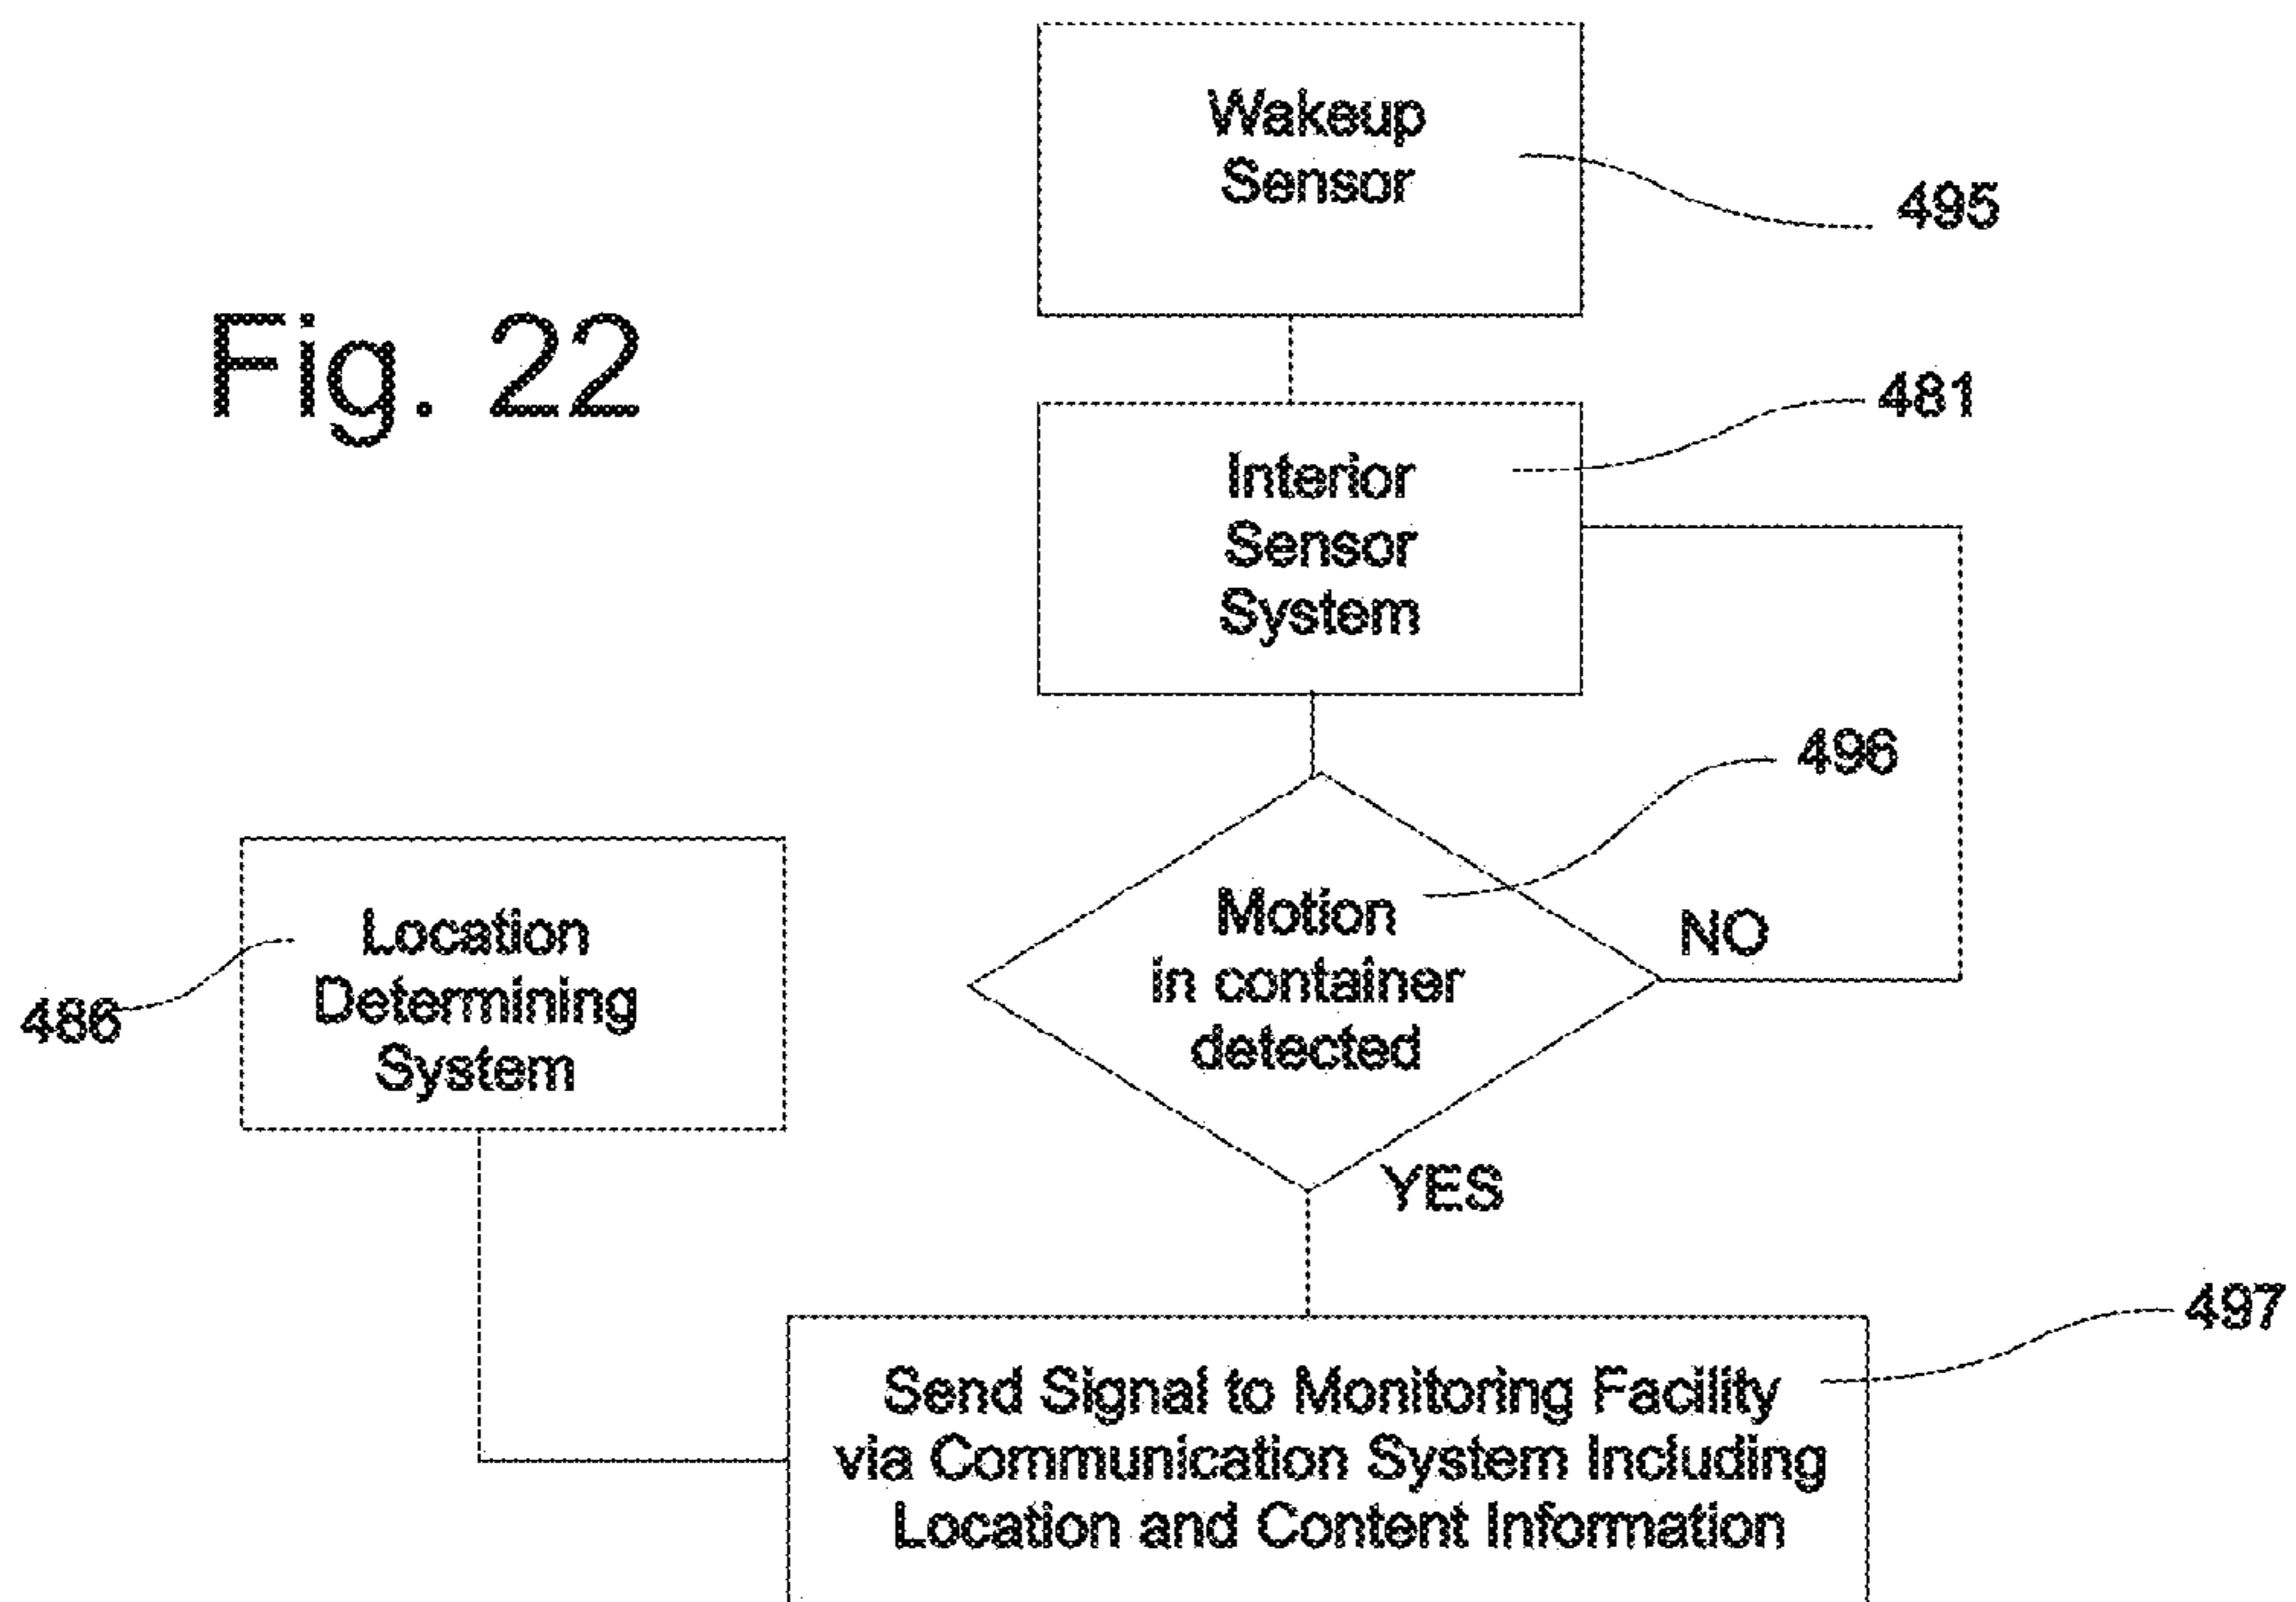 Wakeup
Sensor
495
Fig. 22
481
Interior
Sensor
System
496
Motion
in container
detected
NO
Location
Determining
System
486
YES
497
Send Signal to Monitoring Facility
via Communication System Including
Location and Content Information